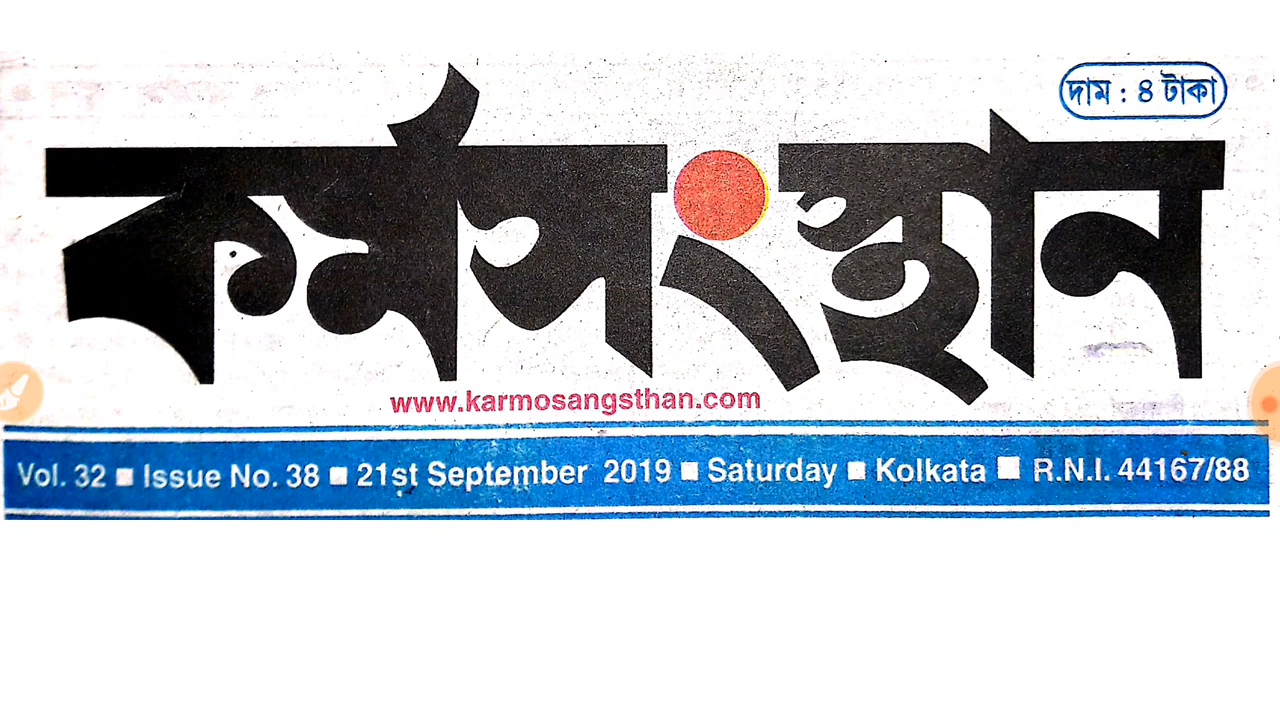 দাম : ৪ টাকা
কর্মসংস্থান
www.karmosangsthan.com
Vol. 32 ■ Issue No. 38 ■ 21st September 2019 ■ Saturday ■ Kolkata ■ R.N.I. 44167/88